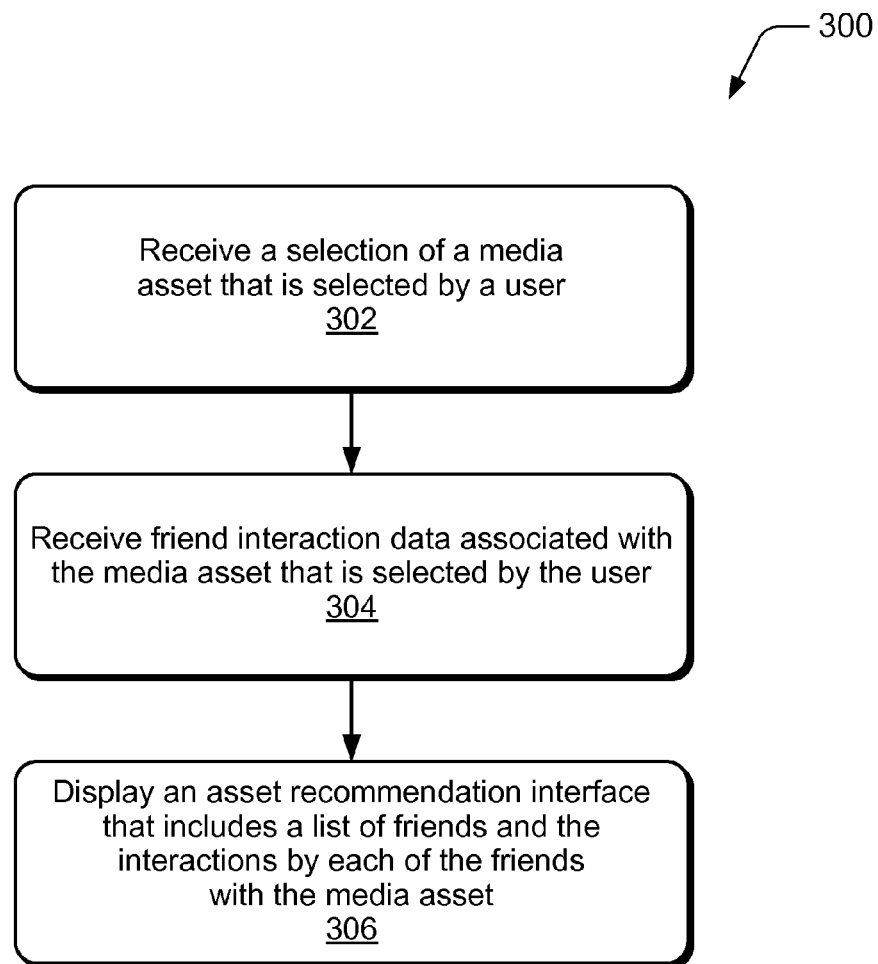 300
Receive a selection of a media
asset that is selected by a user
302
Receive friend interaction data associated with
the media asset that is selected by the user
304
Display an asset recommendation interface
that includes a list of friends and the
interactions by each of the friends
with the media asset
306